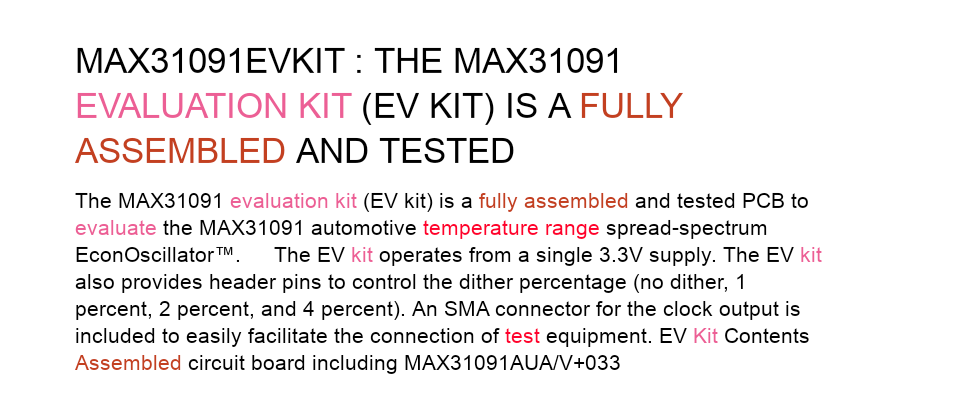 MAX31091EVKIT : THE MAX31091
EVALUATION KIT (EV KIT) IS A FULLY
ASSEMBLED AND TESTED
The MAX31091 evaluation kit (EV kit) is a fully assembled and tested PCB to
evaluate the MAX31091 automotive temperature range spread-spectrum
EconOscillator™. The EV kit operates from a single 3.3V supply. The EV kit
also provides header pins to control the dither percentage (no dither, 1
percent, 2 percent, and 4 percent). An SMA connector for the clock output is
included to easily facilitate the connection of test equipment. EV Kit Contents
Assembled circuit board including MAX31091AUA/V+033